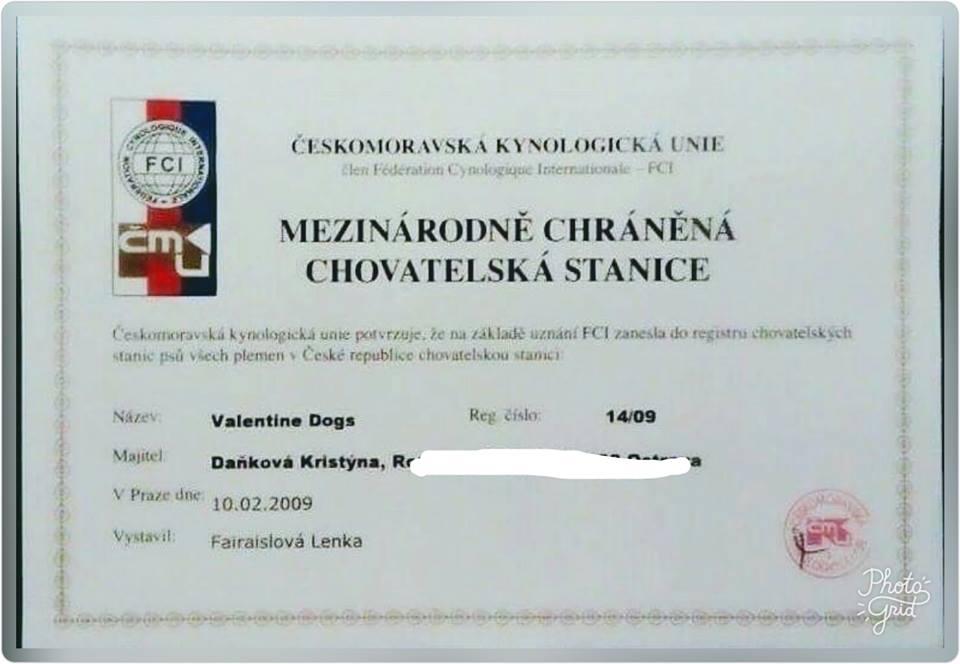 FEDERATION CYNOLOGIQUE INTERNATIONALE
FCI
ČMKU
ČESKOMORAVSKÁ KYNOLOGICKÁ UNIE
člen Fédération Cynologique Internationale – FCI
MEZINÁRODNĚ CHRÁNĚNÁ
CHOVATELSKÁ STANICE
Českomoravská kynologická unie potvrzuje, že na základě uznání FCI zanesla do registru chovatelských
stanic psů všech plemen v České republice chovatelskou stanici:
Název: Valentine Dogs Reg. číslo: 14/09
Majitel: Daňková Kristýna,
V Praze dne: 10.02.2009
Vystavil: Fairaislová Lenka
Photo
Grid